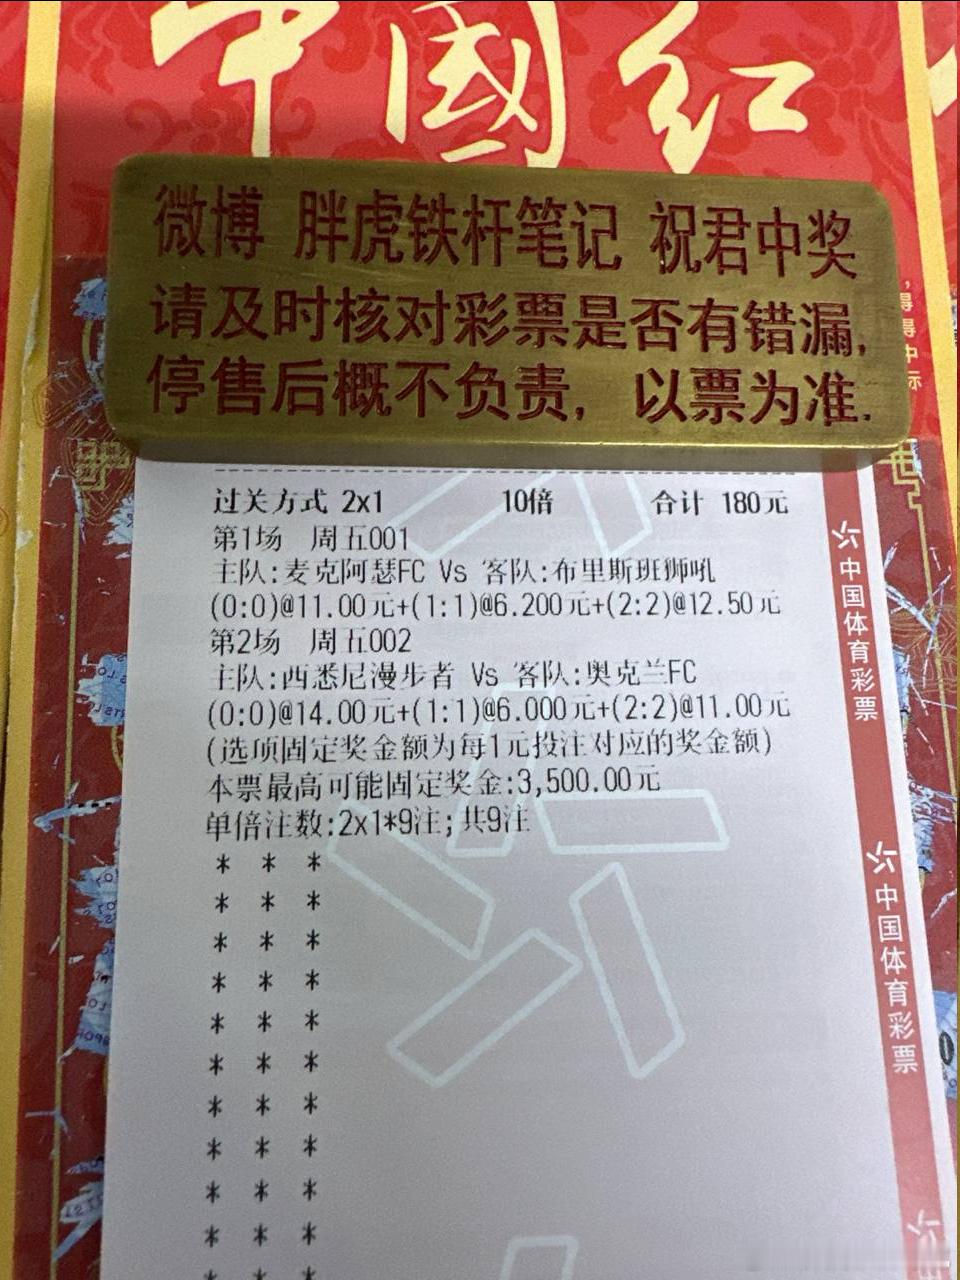 中國红
微博 胖虎铁杆笔记 祝君中奖
请及时核对彩票是否有错漏,
停售后概不负责, 以票为准.
过关方式 2x1 10倍 合计 180元
第1场 周五001
主队:麦克阿瑟FC Vs 客队:布里斯班狮吼
(0:0)@11.00元+(1:1)@6.200元+(2:2)@12.50元
第2场 周五002
主队:西悉尼漫步者 Vs 客队:奥克兰FC
(0:0)@14.00元+(1:1)@6.000元+(2:2)@11.00元
(选项固定奖金额为每1元投注对应的奖金额)
本票最高可能固定奖金:3,500.00元
单倍注数:2x1*9注;共9注
* * *
* * *
* * *
* * *
* * *
* * *
* * *
* * *
* * *
* * *
* * *
中国体育彩票
中国体育彩票